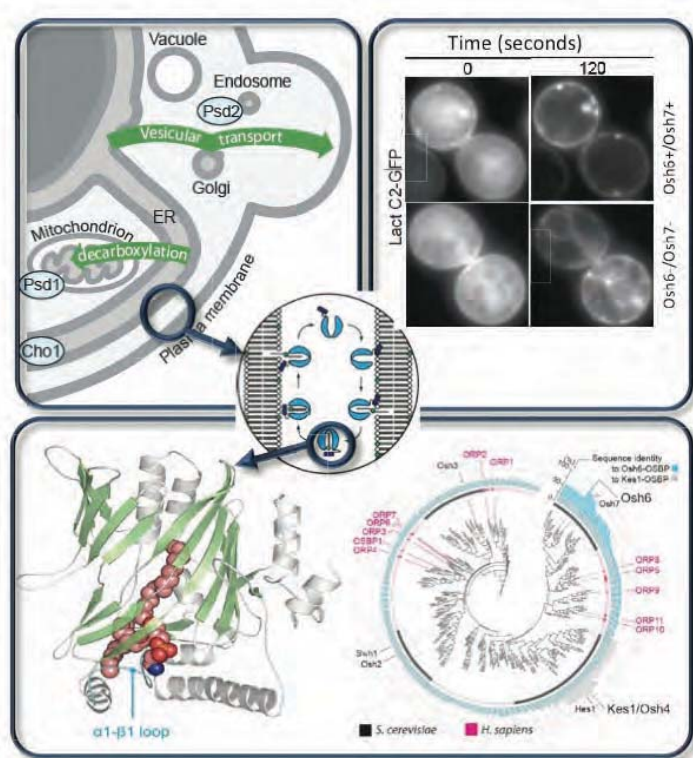 Vacuole
Endosome
Psd2
Vesicular transport
Golgi
ER
Mitochondrion
decarboxylation
Psd1
Cho1
Plasma membrane
Time (seconds)
0
120
Lact C2-GFP
Osh6+/Osh7+
Osh6-/Osh7-
α1-β1 loop
Sequence identity
to Osh6-OSBP
to Kes1-OSBP
Osh6
Osh7
ORP2
ORP1
Osh3
ORP7
ORP6
ORP3
OSBP1
ORP4
ORP8
ORP5
ORP9
ORP11
ORP10
Swh1
Osh2
Hes1
Kes1/Osh4
S. cerevisiae
H. sapiens